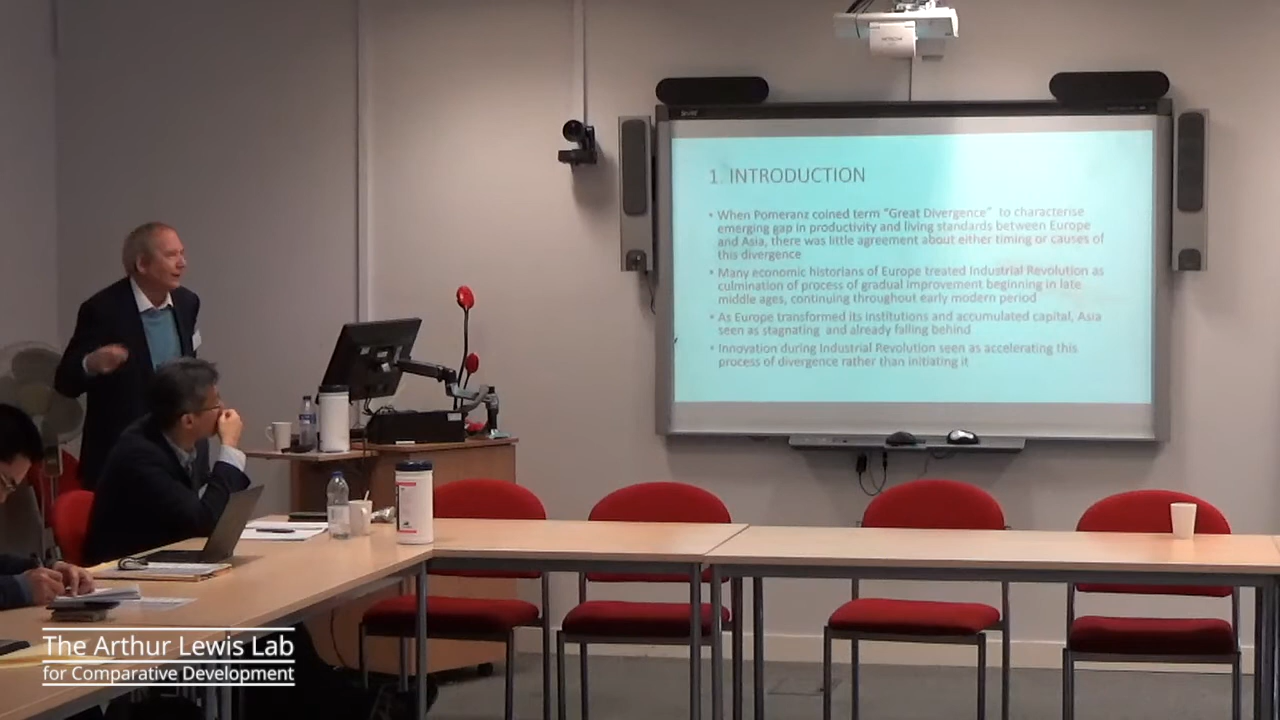 1. INTRODUCTION
• When Pomeranz coined term "Great Divergence" to characterise
emerging gap in productivity and living standards between Europe
and Asia, there was little agreement about either timing or causes of
this divergence
• Many economic historians of Europe treated Industrial Revolution as
culmination of process of gradual improvement beginning in late
middle ages, continuing throughout early modern period
• As Europe transformed its institutions and accumulated capital, Asia
seen as stagnating and already falling behind
• Innovation during Industrial Revolution seen as accelerating this
process of divergence rather than initiating it
The Arthur Lewis Lab
for Comparative Development